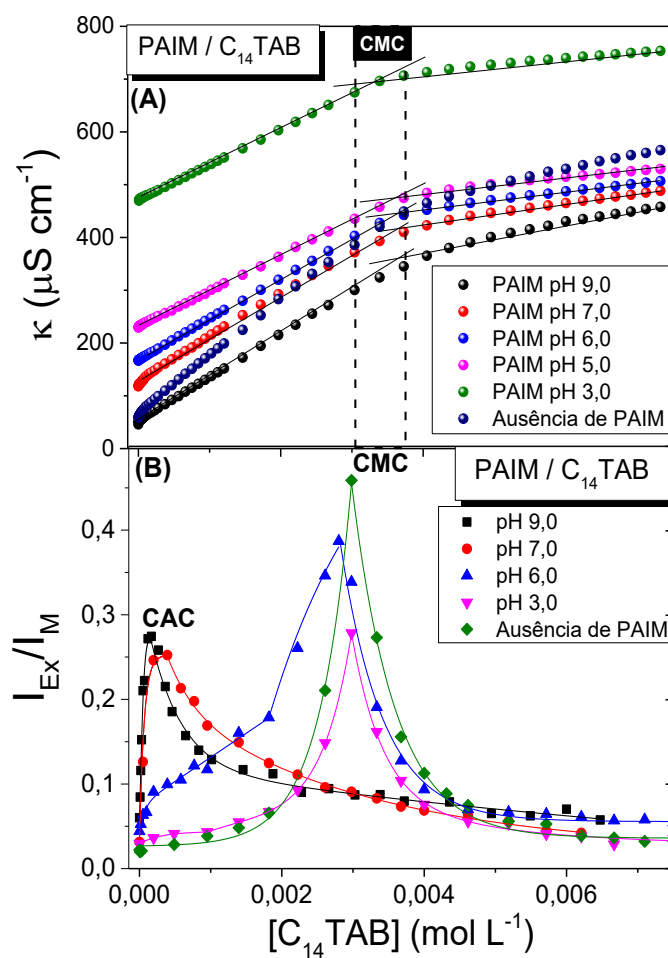 800
600
400
200
0
κ (μS cm⁻¹)
PAIM / C₁₄TAB
CMC
(A)
PAIM pH 9,0
PAIM pH 7,0
PAIM pH 6,0
PAIM pH 5,0
PAIM pH 3,0
Ausência de PAIM
(B)
CMC
PAIM / C₁₄TAB
pH 9,0
pH 7,0
pH 6,0
pH 3,0
Ausência de PAIM
CAC
0,4
0,3
0,2
0,1
0,0
I_Ex/I_M
0,000 0,002 0,004 0,006
[C₁₄TAB] (mol L⁻¹)